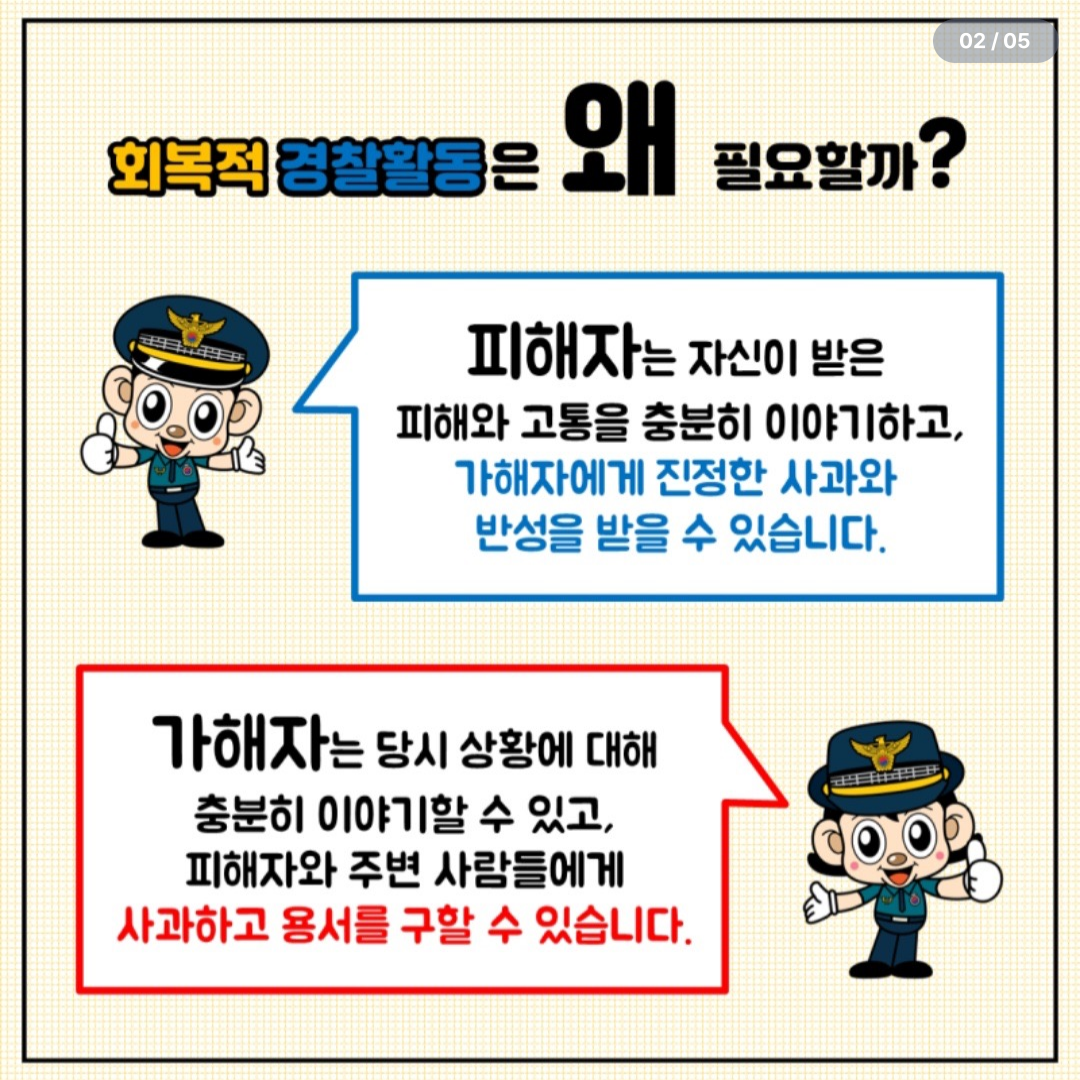 02 / 05
회복적 경찰활동은 왜 필요할까?
피해자는 자신이 받은
피해와 고통을 충분히 이야기하고,
가해자에게 진정한 사과와
반성을 받을 수 있습니다.
가해자는 당시 상황에 대해
충분히 이야기할 수 있고,
피해자와 주변 사람들에게
사과하고 용서를 구할 수 있습니다.